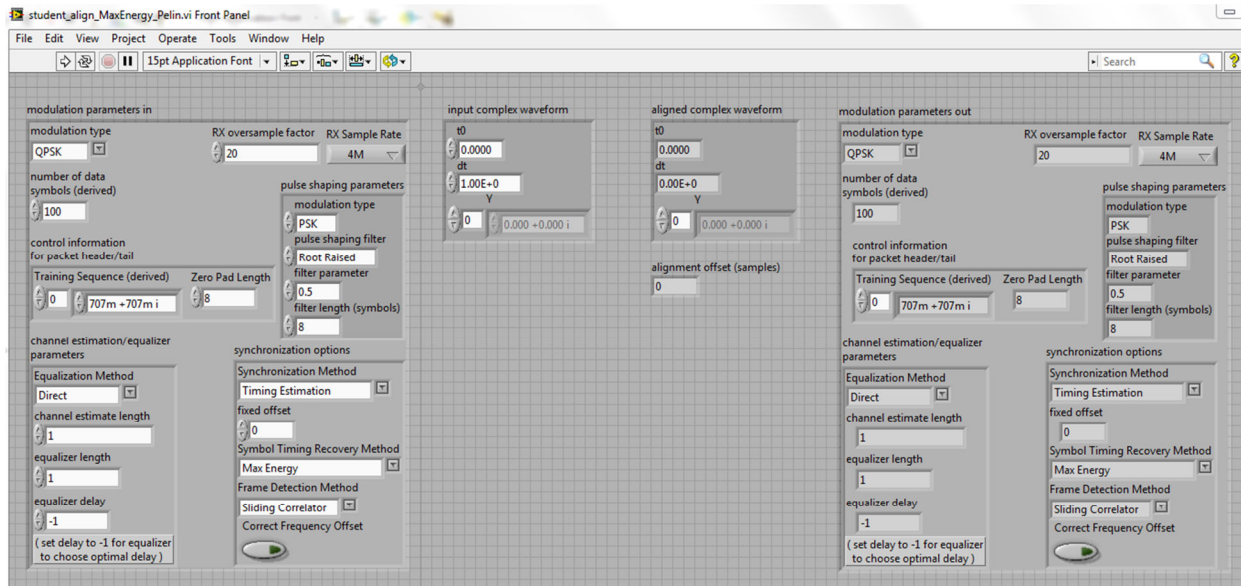 student_align_MaxEnergy_Pelin.vi Front Panel
File Edit View Project Operate Tools Window Help
15pt Application Font
Search
modulation parameters in
modulation type
QPSK
RX oversample factor
20
RX Sample Rate
4M
number of data
symbols (derived)
100
pulse shaping parameters
modulation type
PSK
pulse shaping filter
Root Raised
filter parameter
0.5
filter length (symbols)
8
control information
for packet header/tail
Training Sequence (derived)
0
707m +707m i
Zero Pad Length
8
channel estimation/equalizer
parameters
Equalization Method
Direct
channel estimate length
1
equalizer length
1
equalizer delay
-1
( set delay to -1 for equalizer
to choose optimal delay )
synchronization options
Synchronization Method
Timing Estimation
fixed offset
0
Symbol Timing Recovery Method
Max Energy
Frame Detection Method
Sliding Correlator
Correct Frequency Offset
input complex waveform
t0
0.0000
dt
1.00E+0
Y
0
0.000 +0.000 i
aligned complex waveform
t0
0.0000
dt
0.00E+0
Y
0
0.000 +0.000 i
alignment offset (samples)
0
modulation parameters out
modulation type
QPSK
RX oversample factor
20
RX Sample Rate
4M
number of data
symbols (derived)
100
pulse shaping parameters
modulation type
PSK
pulse shaping filter
Root Raised
filter parameter
0.5
filter length (symbols)
8
control information
for packet header/tail
Training Sequence (derived)
0
707m +707m i
Zero Pad Length
8
channel estimation/equalizer
parameters
Equalization Method
Direct
channel estimate length
1
equalizer length
1
equalizer delay
-1
( set delay to -1 for equalizer
to choose optimal delay )
synchronization options
Synchronization Method
Timing Estimation
fixed offset
0
Symbol Timing Recovery Method
Max Energy
Frame Detection Method
Sliding Correlator
Correct Frequency Offset